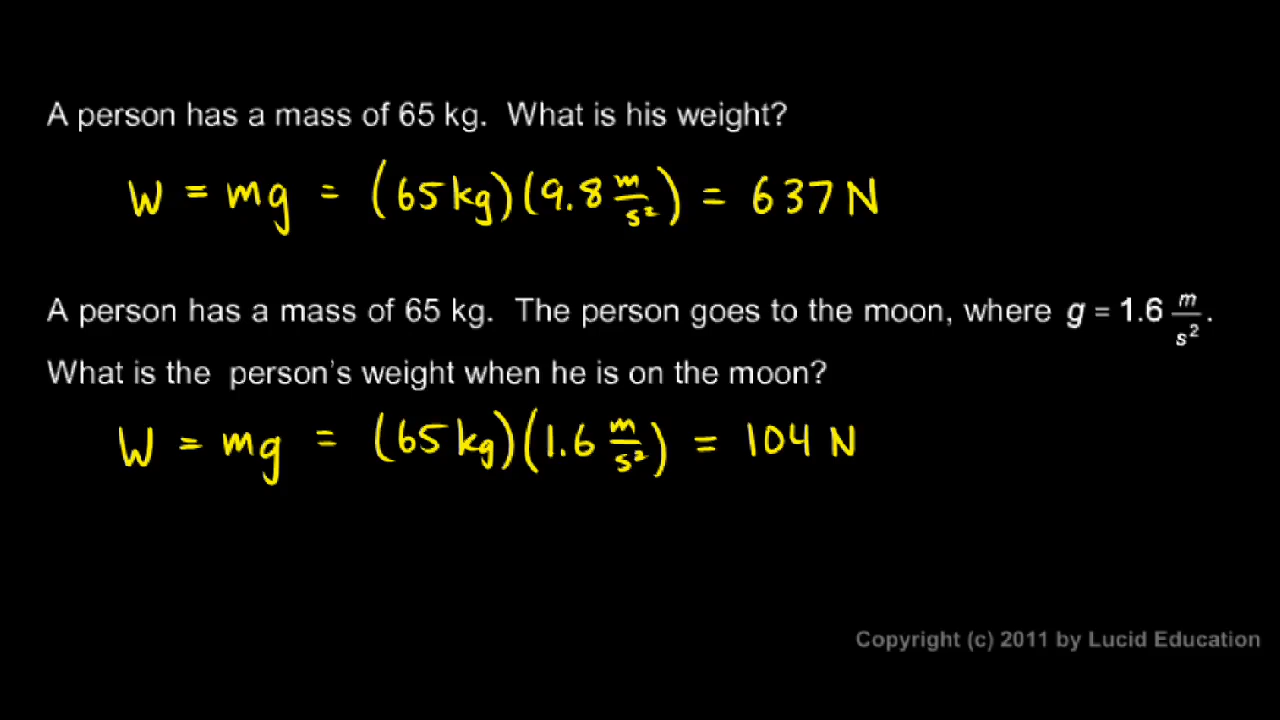 A person has a mass of 65 kg.  What is his weight?
W = mg = (65 kg)(9.8 m/s²) = 637 N
A person has a mass of 65 kg.  The person goes to the moon, where g = 1.6 m/s².
What is the  person's weight when he is on the moon?
W = mg = (65 kg)(1.6 m/s²) = 104 N
Copyright (c) 2011 by Lucid Education